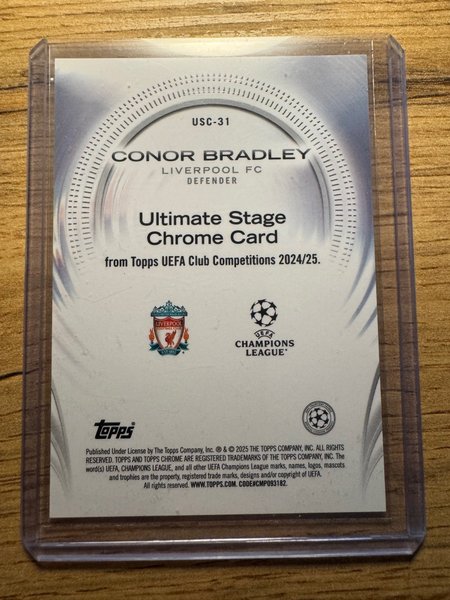 USC-31
CONOR BRADLEY
LIVERPOOL FC
DEFENDER
Ultimate Stage
Chrome Card
from Topps UEFA Club Competitions 2024/25.
LIVERPOOL
UEFA
CHAMPIONS
LEAGUE®
Topps®
Published Under License by The Topps Company, Inc. ® & © 2025 THE TOPPS COMPANY, INC. ALL RIGHTS
RESERVED. TOPPS AND TOPPS CHROME ARE REGISTERED TRADEMARKS OF THE TOPPS COMPANY, INC. The
word(s) UEFA, CHAMPIONS LEAGUE, and all other UEFA Champions League marks, names, logos, mascots
and trophies are the property, registered trade marks, designs and/or copyright of UEFA.
All rights reserved. WWW.TOPPS.COM. CODE#CMP093182.